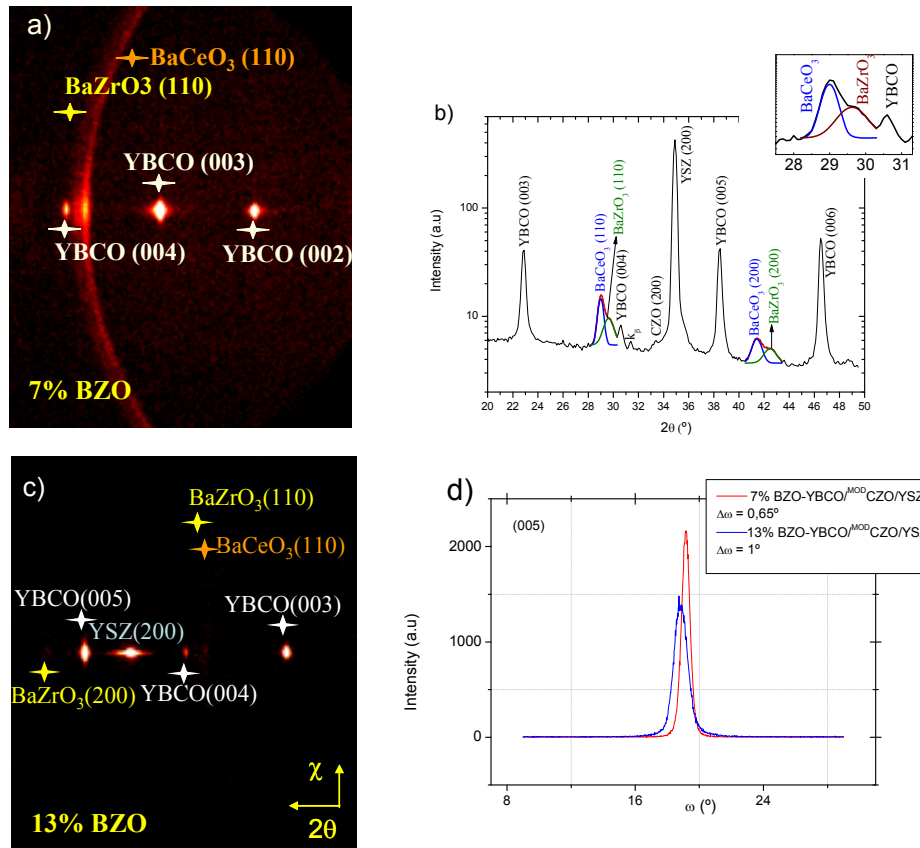 a)
BaCeO₃ (110)
BaZrO3 (110)
YBCO (003)
YBCO (004)
YBCO (002)
7% BZO
b)
Intensity (a.u)
100
10
20 22 24 26 28 30 32 34 36 38 40 42 44 46 48 50
2θ (º)
YBCO (003)
BaCeO₃ (110)
BaZrO₃ (110)
YBCO (004)
kβ
CZO (200)
YSZ (200)
YBCO (005)
BaCeO₃ (200)
BaZrO₃ (200)
YBCO (006)
BaCeO₃
BaZrO₃
YBCO
28 29 30 31
c)
BaZrO₃(110)
BaCeO₃(110)
YBCO(005)
YBCO(003)
YSZ(200)
BaZrO₃(200)
YBCO(004)
χ
2θ
13% BZO
d)
7% BZO-YBCO/ᴹᴼᴰCZO/YSZ
Δω = 0,65º
13% BZO-YBCO/ᴹᴼᴰCZO/YS
Δω = 1º
(005)
Intensity (a.u)
2000
1500
1000
500
0
8 16 24
ω (º)